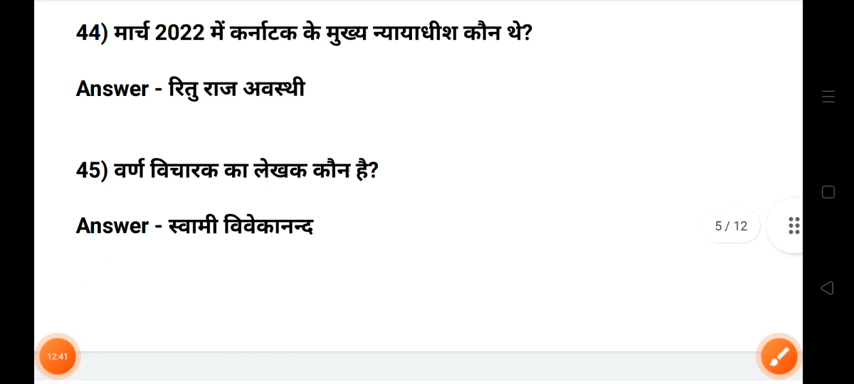 44) मार्च 2022 में कर्नाटक के मुख्य न्यायाधीश कौन थे?
Answer - रितु राज अवस्थी
45) वर्ण विचारक का लेखक कौन है?
Answer - स्वामी विवेकानन्द
5 / 12
12:41